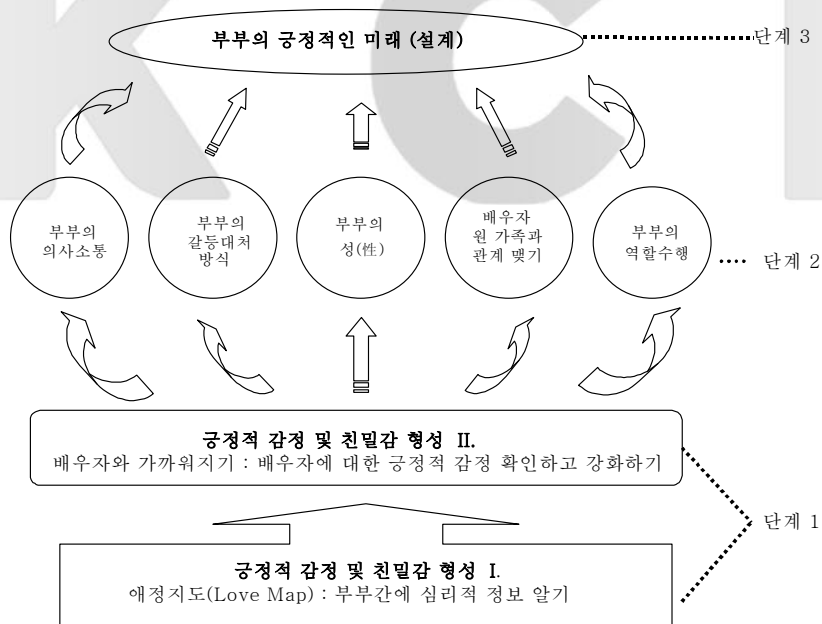 부부의 긍정적인 미래 (설계)
단계 3
부부의
의사소통
부부의
갈등대처
방식
부부의
성(性)
배우자
원 가족과
관계 맺기
부부의
역할수행
단계 2
긍정적 감정 및 친밀감 형성 Ⅱ.
배우자와 가까워지기 : 배우자에 대한 긍정적 감정 확인하고 강화하기
단계 1
긍정적 감정 및 친밀감 형성 Ⅰ.
애정지도(Love Map) : 부부간에 심리적 정보 알기